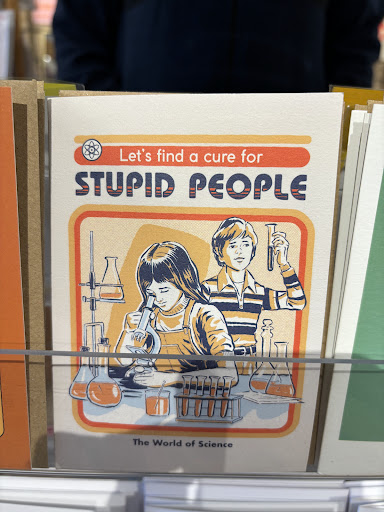 Let's find a cure for
STUPID PEOPLE
The World of Science